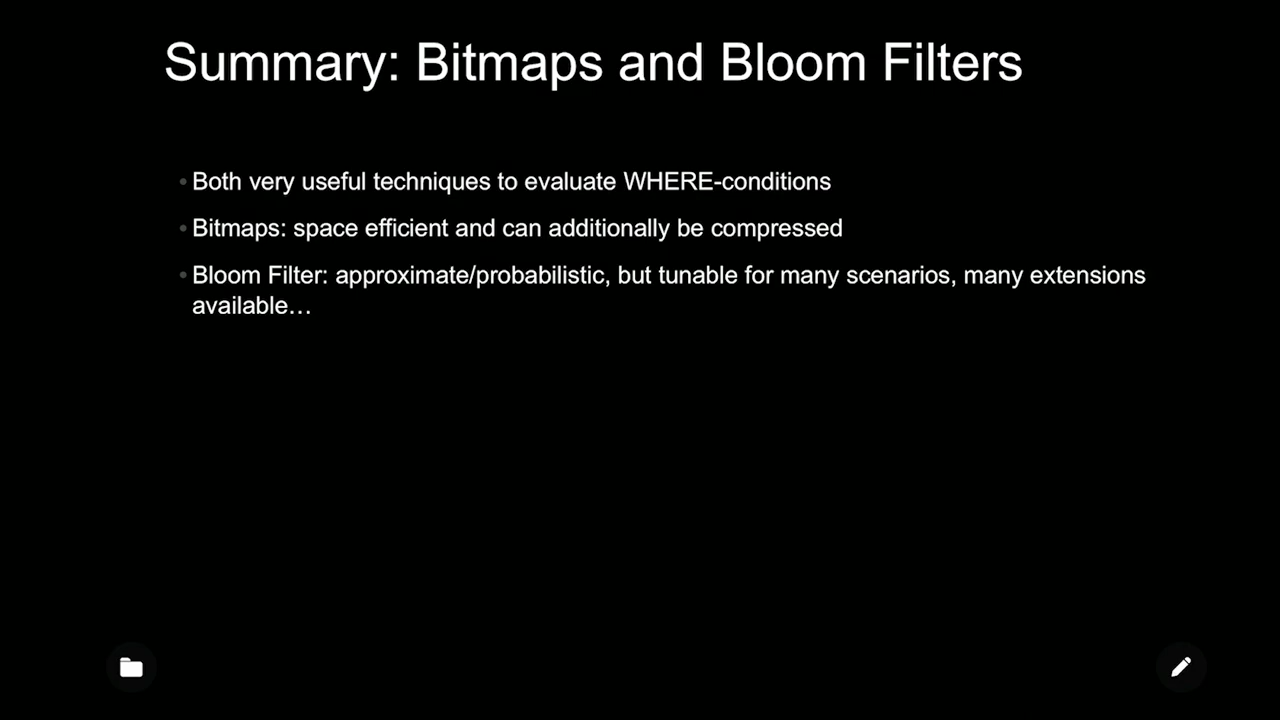 Summary: Bitmaps and Bloom Filters
• Both very useful techniques to evaluate WHERE-conditions
• Bitmaps: space efficient and can additionally be compressed
• Bloom Filter: approximate/probabilistic, but tunable for many scenarios, many extensions
available…